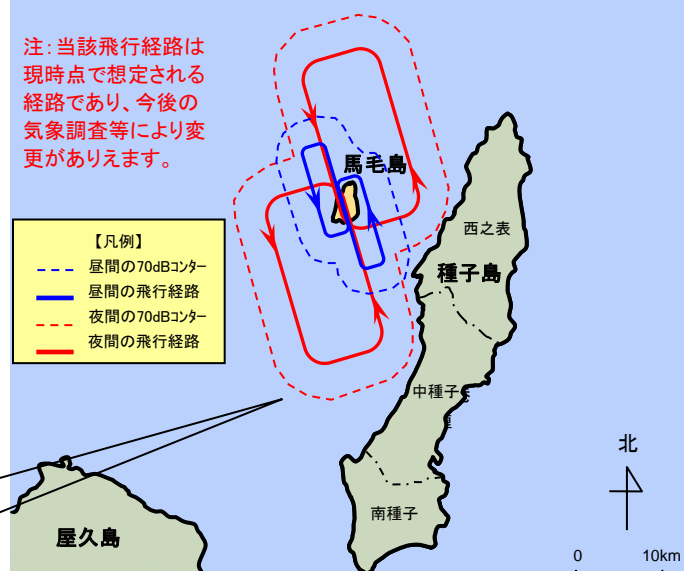 注：当該飛行経路は
現時点で想定される
経路であり、今後の
気象調査等により変
更がありえます。
馬毛島
西之表
種子島
【凡例】
昼間の70dBコンター
昼間の飛行経路
夜間の70dBコンター
夜間の飛行経路
中種子
南種子
屋久島
北
0 10km